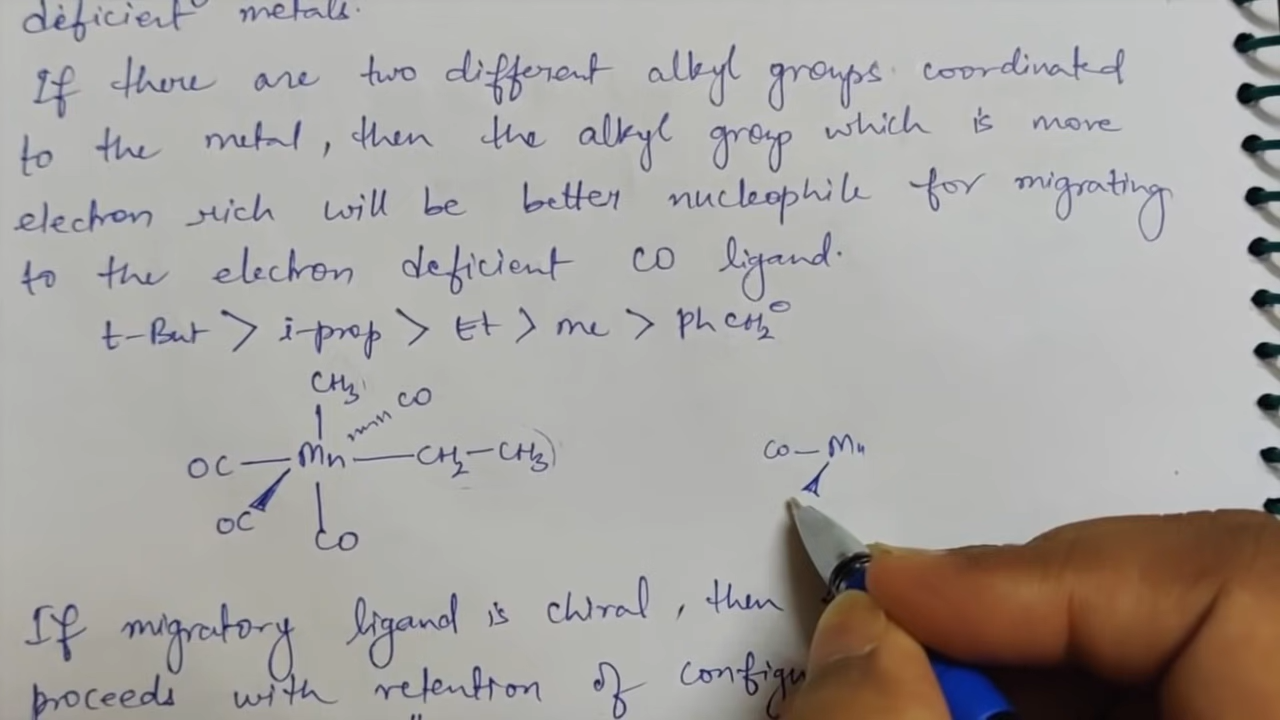 deficient metals.
If there are two different alkyl groups coordinated
to the metal, then the alkyl group which is more
electron rich will be better nucleophile for migrating
to the electron deficient CO ligand.
t-But > i-prop > Et > me > PhCH₂⊖
CH₃
CO
OC — Mn — CH₂ — CH₃
OC
CO
CO — Mn
If migratory ligand is chiral, then
proceeds with retention of